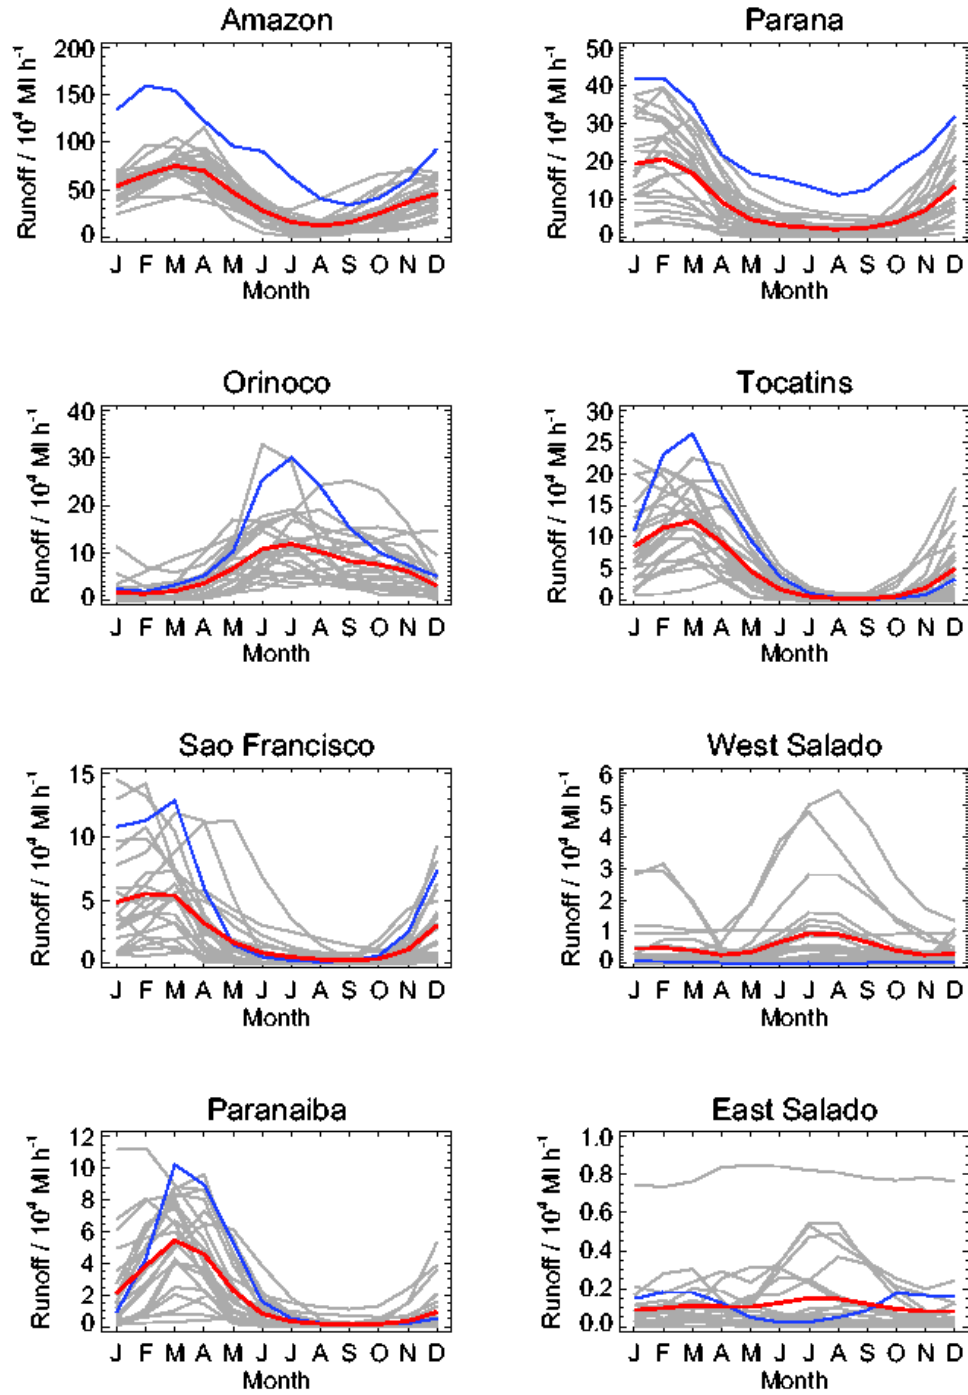 Amazon
Runoff / 10⁴ Ml h⁻¹
200
150
100
50
0
J F M A M J J A S O N D
Month
Parana
Runoff / 10⁴ Ml h⁻¹
50
40
30
20
10
0
J F M A M J J A S O N D
Month
Orinoco
Runoff / 10⁴ Ml h⁻¹
40
30
20
10
0
J F M A M J J A S O N D
Month
Tocatins
Runoff / 10⁴ Ml h⁻¹
30
25
20
15
10
5
0
J F M A M J J A S O N D
Month
Sao Francisco
Runoff / 10⁴ Ml h⁻¹
15
10
5
0
J F M A M J J A S O N D
Month
West Salado
Runoff / 10⁴ Ml h⁻¹
6
5
4
3
2
1
0
J F M A M J J A S O N D
Month
Paranaiba
Runoff / 10⁴ Ml h⁻¹
12
10
8
6
4
2
0
J F M A M J J A S O N D
Month
East Salado
Runoff / 10⁴ Ml h⁻¹
1.0
0.8
0.6
0.4
0.2
0.0
J F M A M J J A S O N D
Month